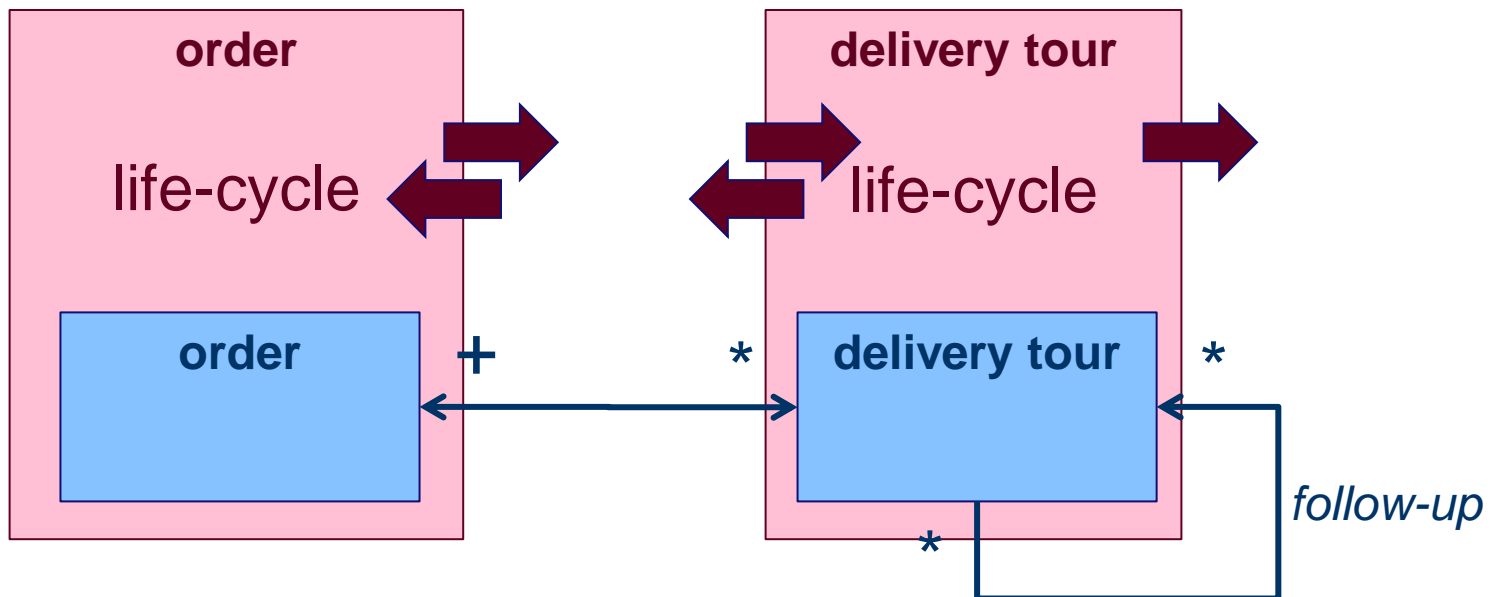 order
delivery tour
life-cycle
life-cycle
order
+
*
delivery tour
*
follow-up
*